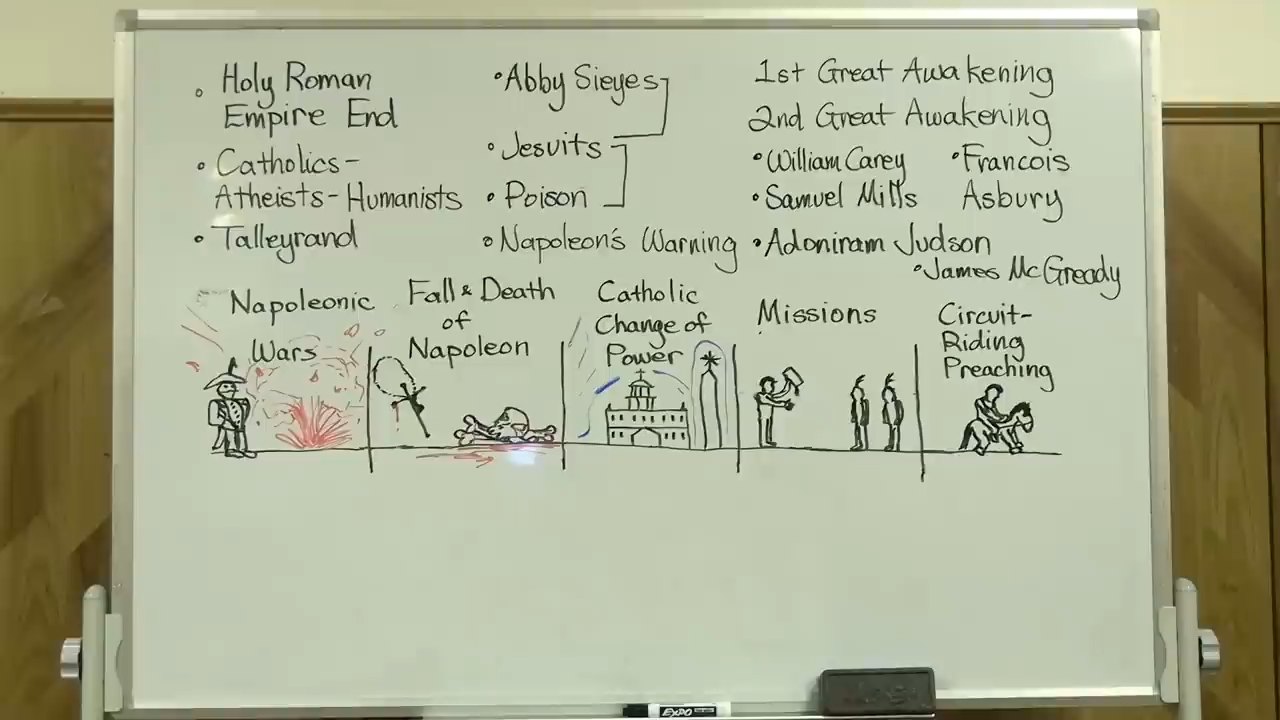 • Holy Roman
Empire End
• Catholics-
Atheists-Humanists
• Talleyrand
• Abby Sieyes
• Jesuits
• Poison
• Napoleon's Warning
1st Great Awakening
2nd Great Awakening
• William Carey
• Samuel Mills
• Francois
Asbury
• Adoniram Judson
• James McGready
Napoleonic
Wars
Fall & Death
of
Napoleon
Catholic
Change of
Power
Missions
Circuit-
Riding
Preaching
EXPO